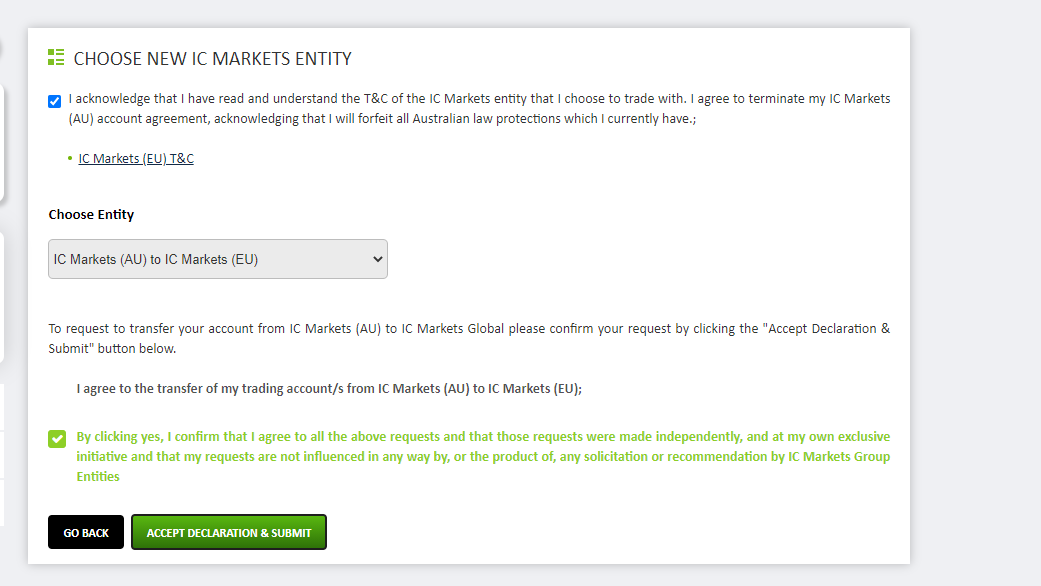 CHOOSE NEW IC MARKETS ENTITY
I acknowledge that I have read and understand the T&C of the IC Markets entity that I choose to trade with. I agree to terminate my IC Markets
(AU) account agreement, acknowledging that I will forfeit all Australian law protections which I currently have.;
• IC Markets (EU) T&C
Choose Entity
IC Markets (AU) to IC Markets (EU)
To request to transfer your account from IC Markets (AU) to IC Markets Global please confirm your request by clicking the "Accept Declaration &
Submit" button below.
I agree to the transfer of my trading account/s from IC Markets (AU) to IC Markets (EU);
By clicking yes, I confirm that I agree to all the above requests and that those requests were made independently, and at my own exclusive
initiative and that my requests are not influenced in any way by, or the product of, any solicitation or recommendation by IC Markets Group
Entities
GO BACK ACCEPT DECLARATION & SUBMIT